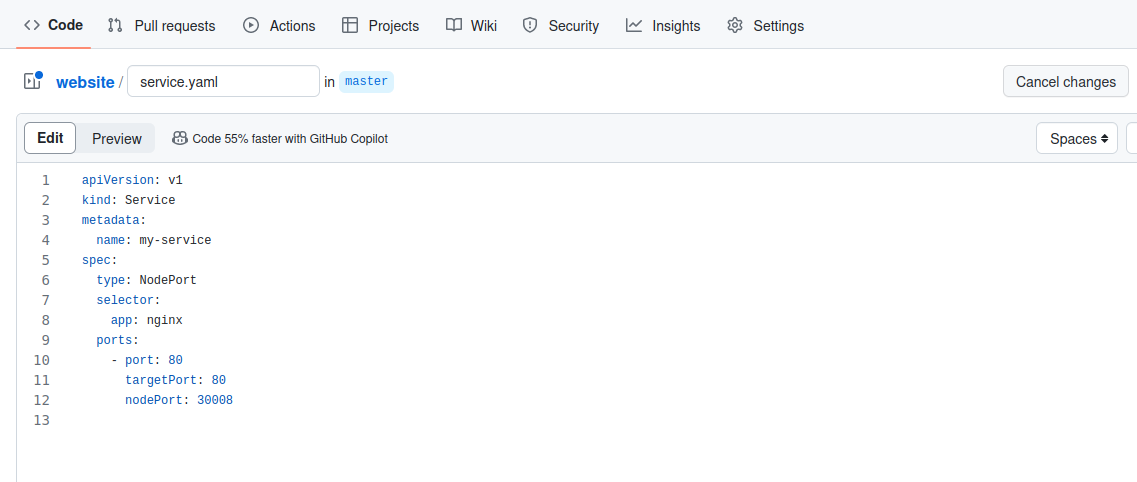 Code Pull requests Actions Projects Wiki Security Insights Settings
website / service.yaml in master Cancel changes
Edit Preview Code 55% faster with GitHub Copilot Spaces
1 apiVersion: v1
2 kind: Service
3 metadata:
4   name: my-service
5 spec:
6   type: NodePort
7   selector:
8     app: nginx
9   ports:
10     - port: 80
11       targetPort: 80
12       nodePort: 30008
13